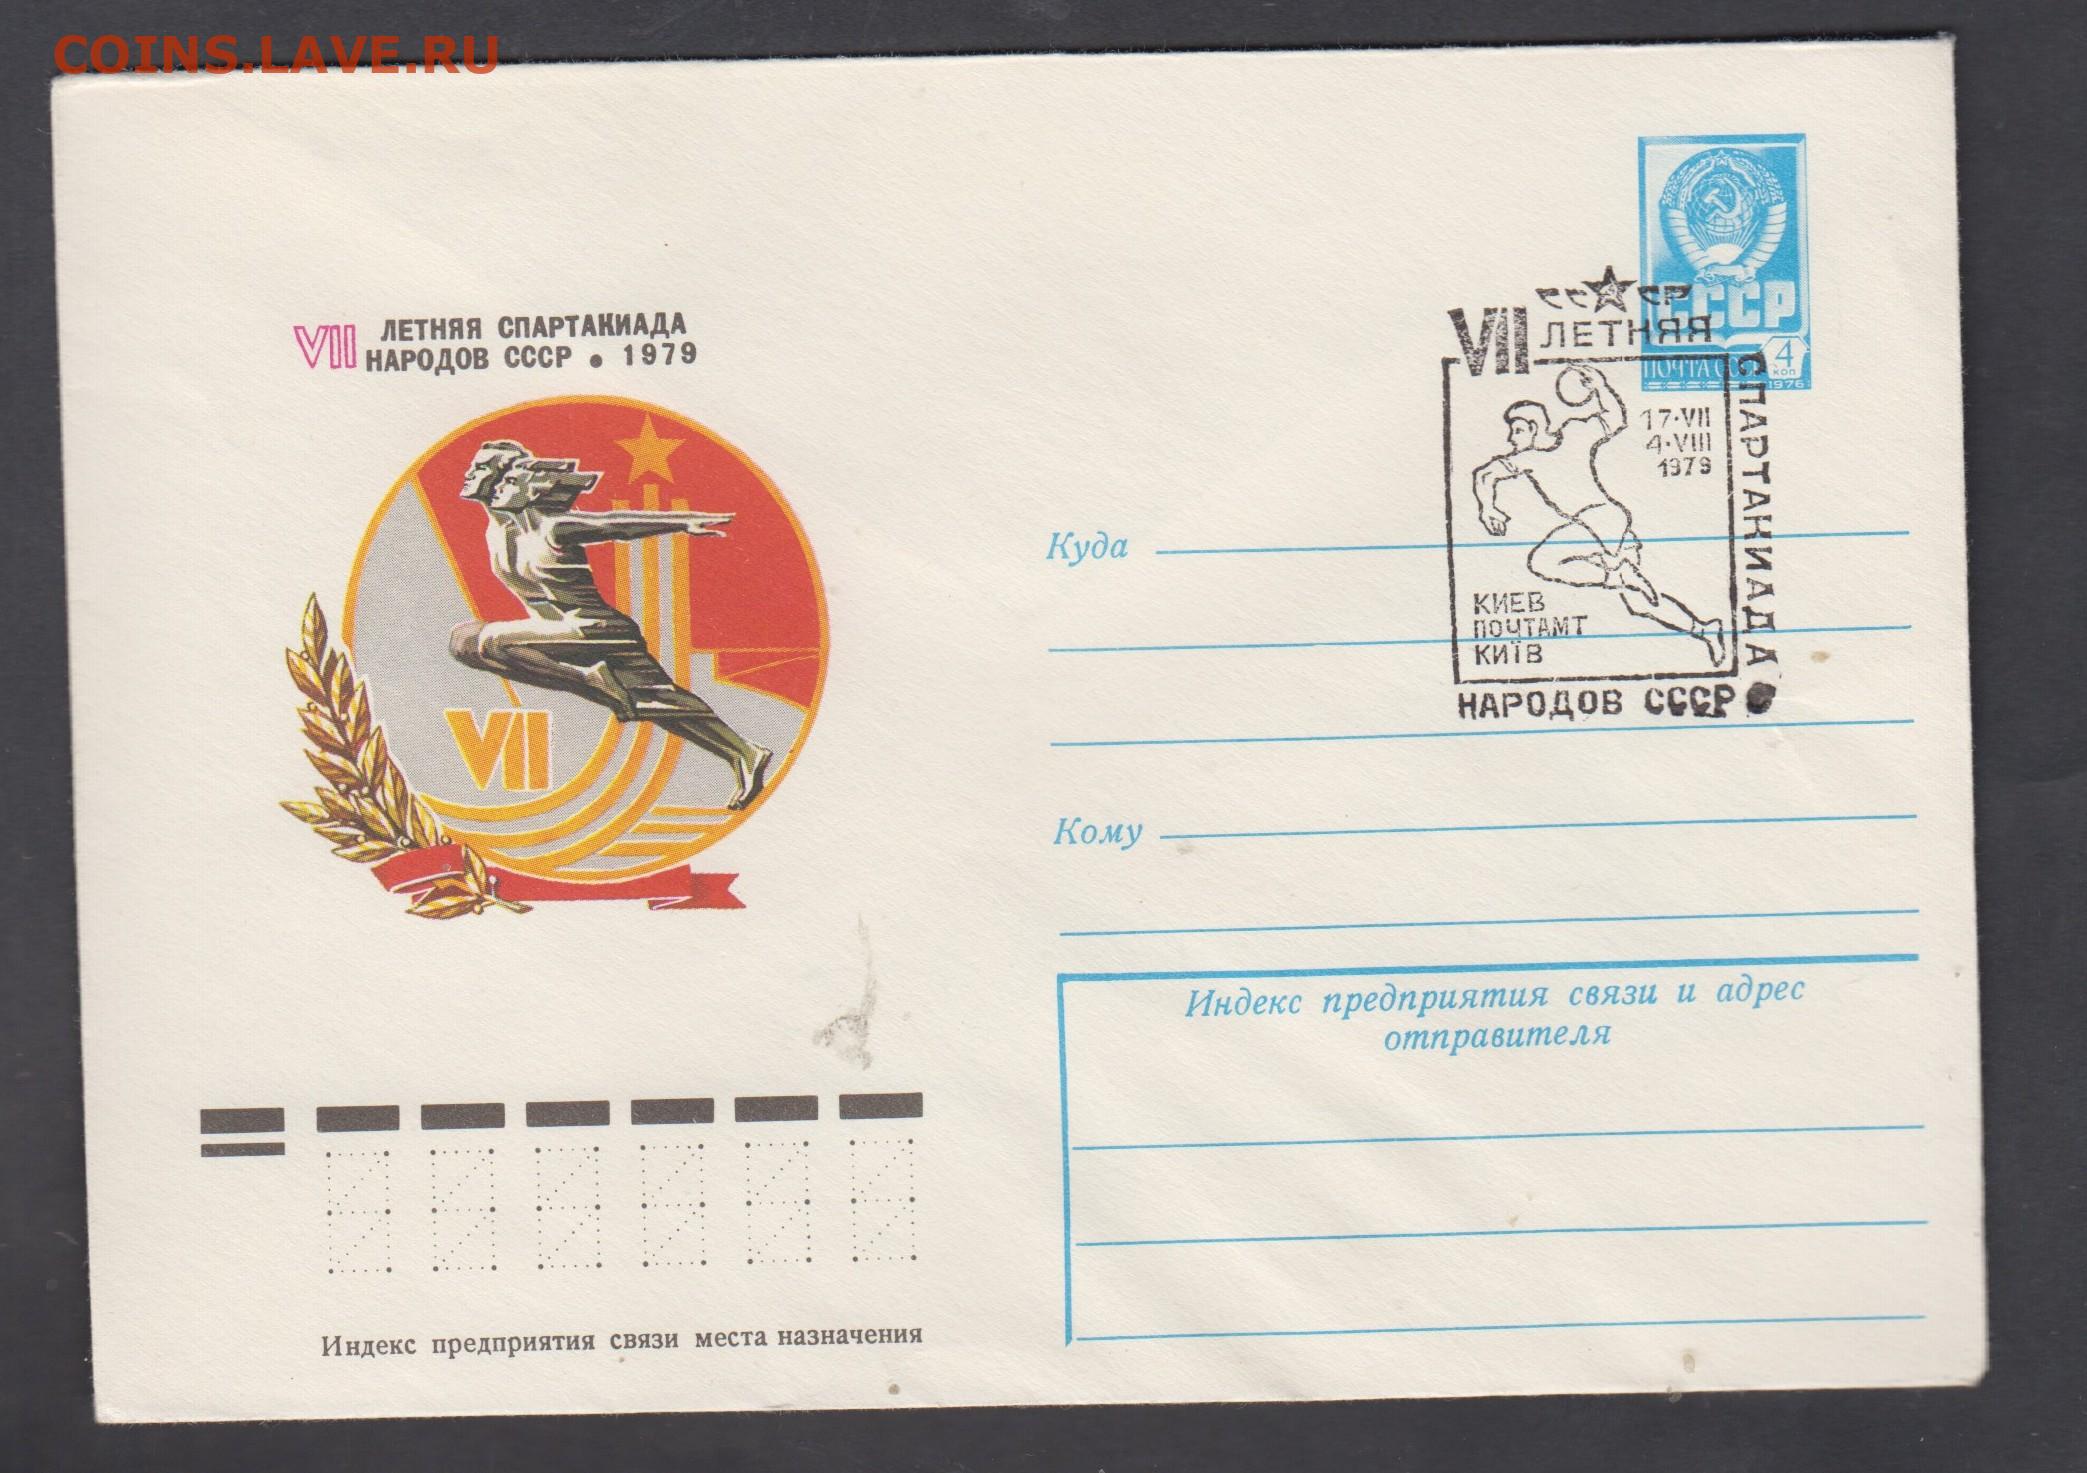 COINS.LAVE.RU
VII ЛЕТНЯЯ СПАРТАКИАДА
НАРОДОВ СССР • 1979
VII
СССР
ПОЧТА СССР
4
коп
1976
VII ЛЕТНЯЯ
СПАРТАКИАДА
НАРОДОВ СССР
17·VII
4·VIII
1979
КИЕВ
ПОЧТАМТ
КИЇВ
Куда
Кому
Индекс предприятия связи и адрес
отправителя
Индекс предприятия связи места назначения